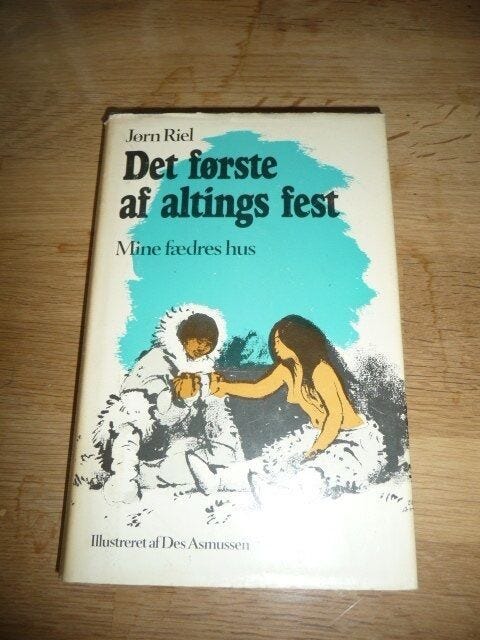 Jørn Riel
Det første
af altings fest
Mine fædres hus
Illustreret af Des Asmussen